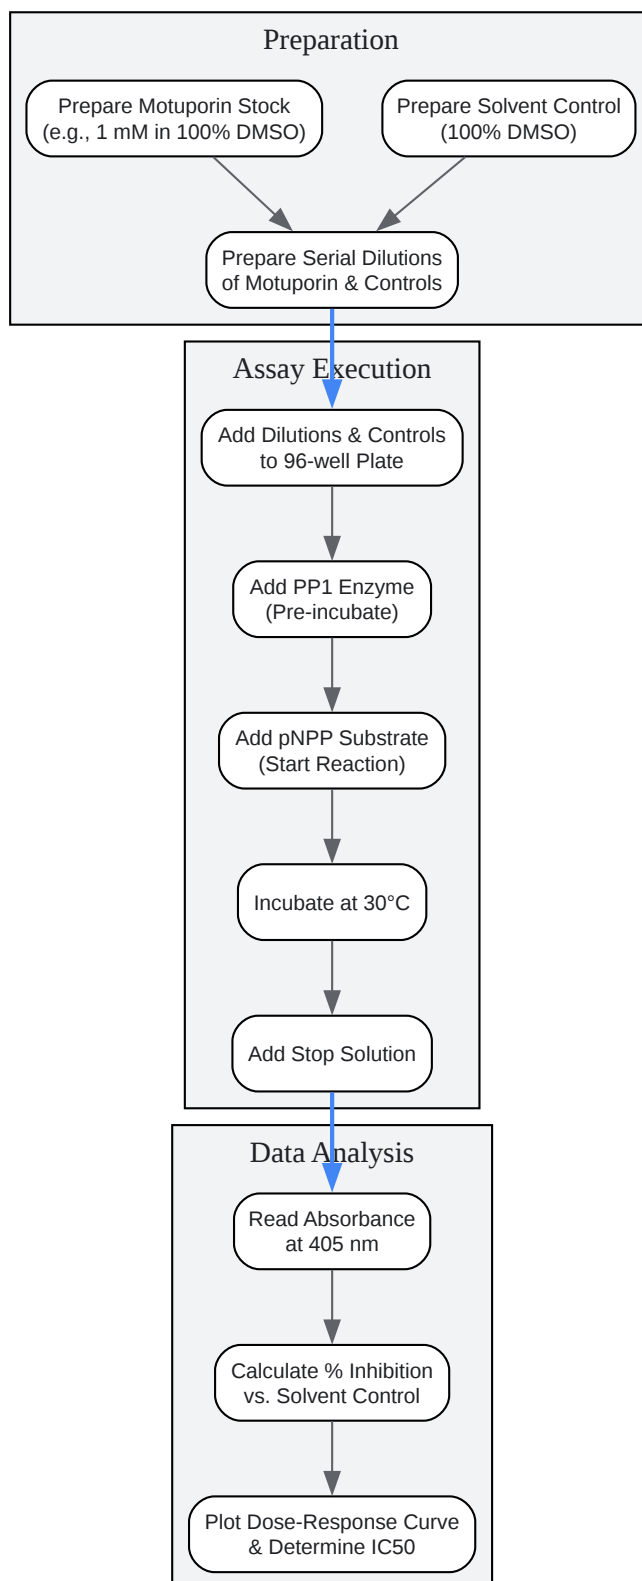 Preparation
Prepare Motuporin Stock
(e.g., 1 mM in 100% DMSO)
Prepare Solvent Control
(100% DMSO)
Prepare Serial Dilutions
of Motuporin & Controls
Assay Execution
Add Dilutions & Controls
to 96-well Plate
Add PP1 Enzyme
(Pre-incubate)
Add pNPP Substrate
(Start Reaction)
Incubate at 30°C
Add Stop Solution
Data Analysis
Read Absorbance
at 405 nm
Calculate % Inhibition
vs. Solvent Control
Plot Dose-Response Curve
& Determine IC50